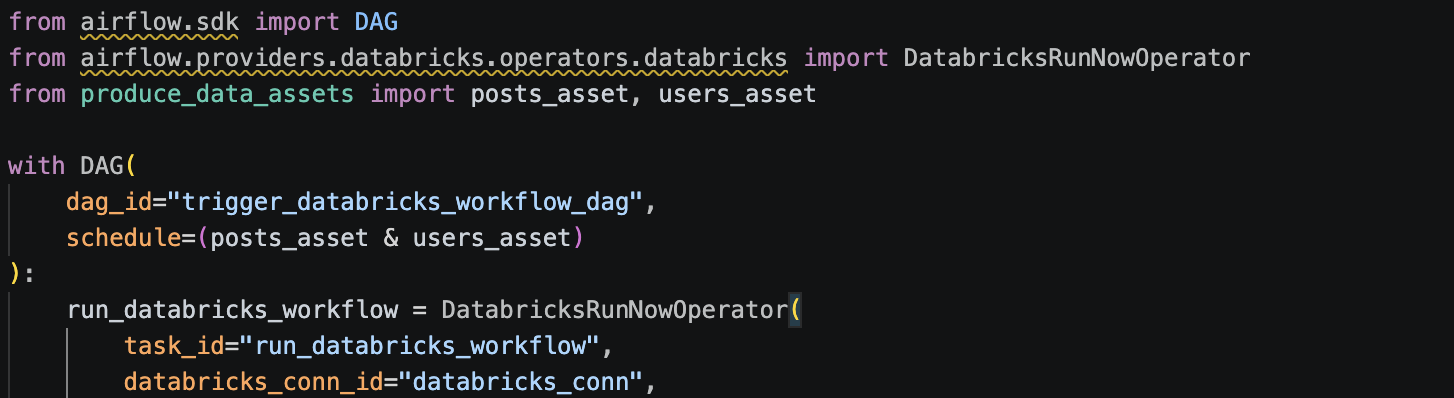 from airflow.sdk import DAG
from airflow.providers.databricks.operators.databricks import DatabricksRunNowOperator
from produce_data_assets import posts_asset, users_asset

with DAG(
    dag_id="trigger_databricks_workflow_dag",
    schedule=(posts_asset & users_asset)
):
    run_databricks_workflow = DatabricksRunNowOperator(
        task_id="run_databricks_workflow",
        databricks_conn_id="databricks_conn",